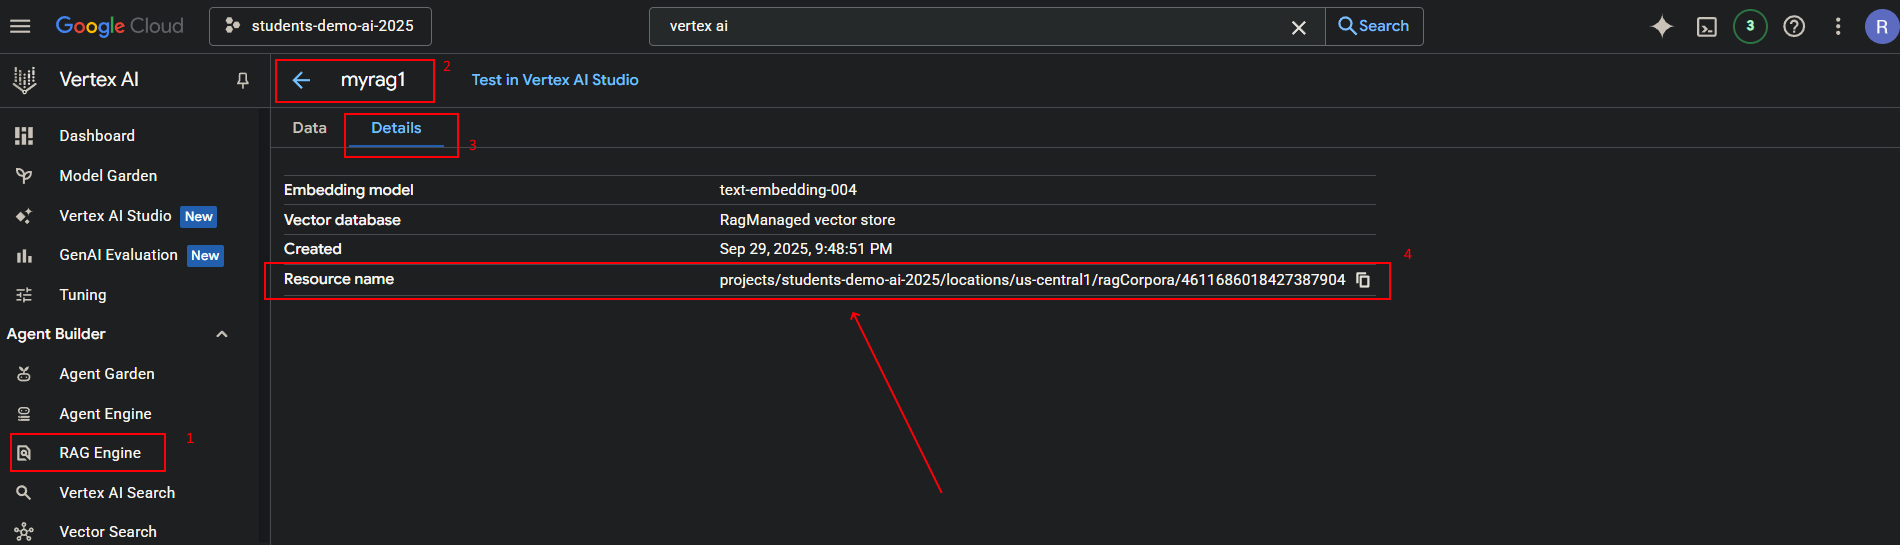 Google Cloud
students-demo-ai-2025
vertex ai
Search
3
R
Vertex AI
myrag1
2
Test in Vertex AI Studio
Dashboard
Model Garden
Vertex AI Studio New
GenAI Evaluation New
Tuning
Agent Builder
Agent Garden
Agent Engine
RAG Engine
1
Vertex AI Search
Vector Search
Data
Details
3
Embedding model text-embedding-004
Vector database RagManaged vector store
Created Sep 29, 2025, 9:48:51 PM
4
Resource name projects/students-demo-ai-2025/locations/us-central1/ragCorpora/4611686018427387904